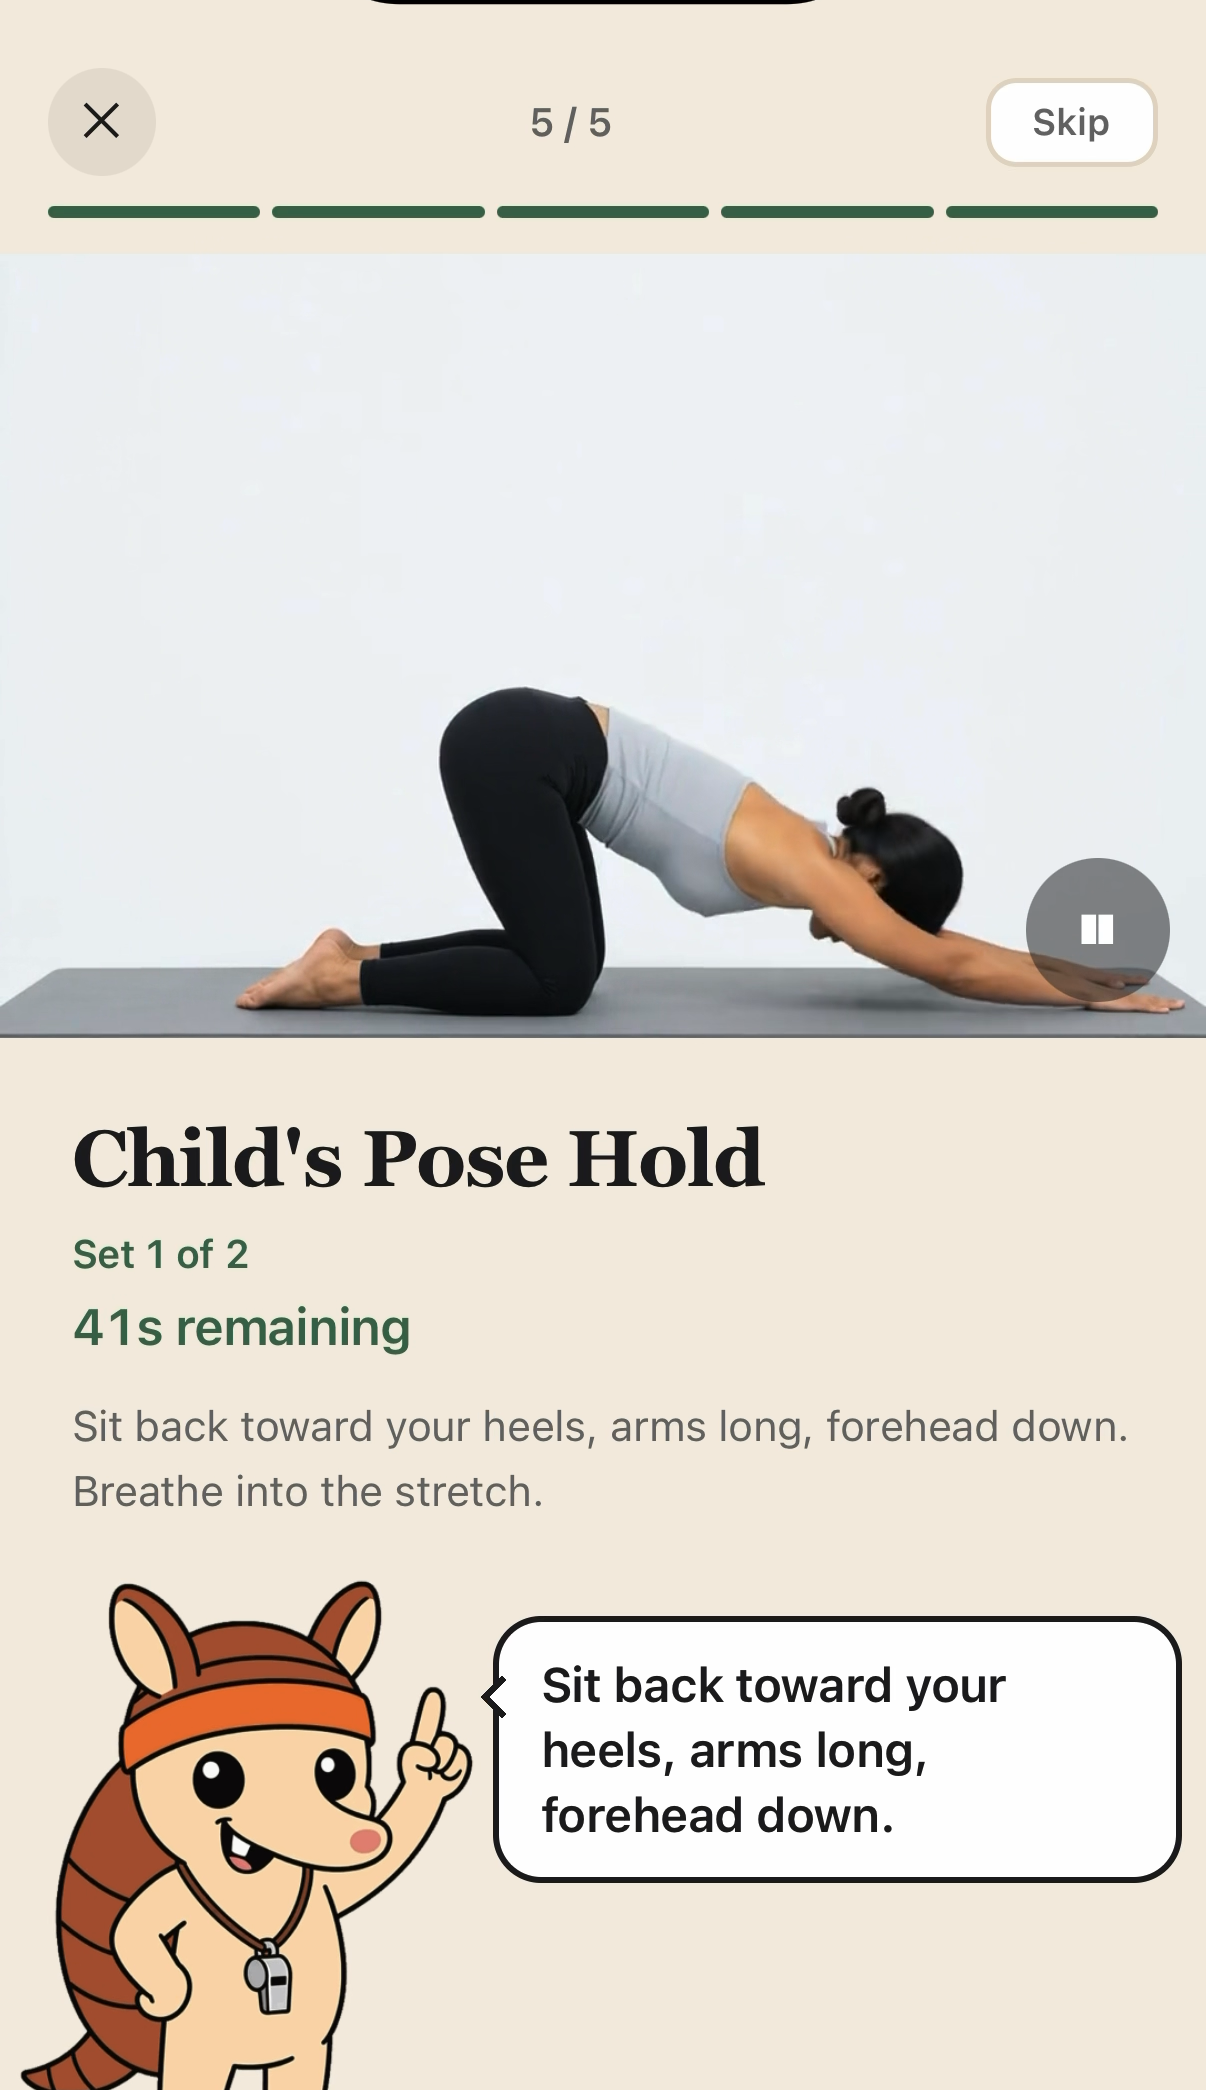 5 / 5
Skip
Child's Pose Hold
Set 1 of 2
41s remaining
Sit back toward your heels, arms long, forehead down.
Breathe into the stretch.
Sit back toward your
heels, arms long,
forehead down.